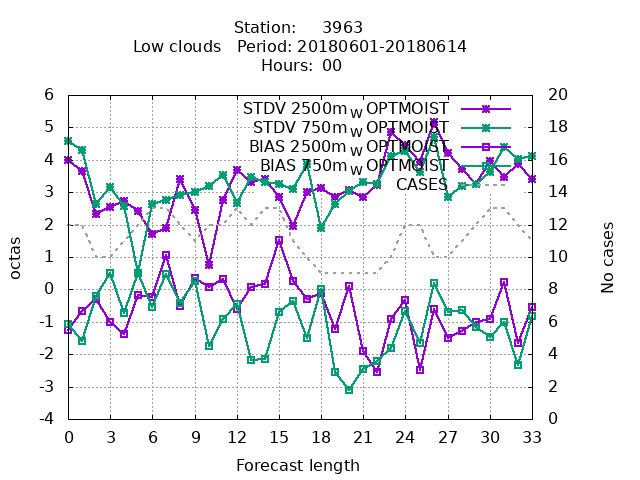 Station: 3963
Low clouds Period: 20180601-20180614
Hours: 00
STDV 2500m_W OPTMOIST
STDV 750m_W OPTMOIST
BIAS 2500m_W OPTMOIST
BIAS 750m_W OPTMOIST
CASES
6
5
4
3
2
1
0
-1
-2
-3
-4
octas
20
18
16
14
12
10
8
6
4
2
0
No cases
0 3 6 9 12 15 18 21 24 27 30 33
Forecast length